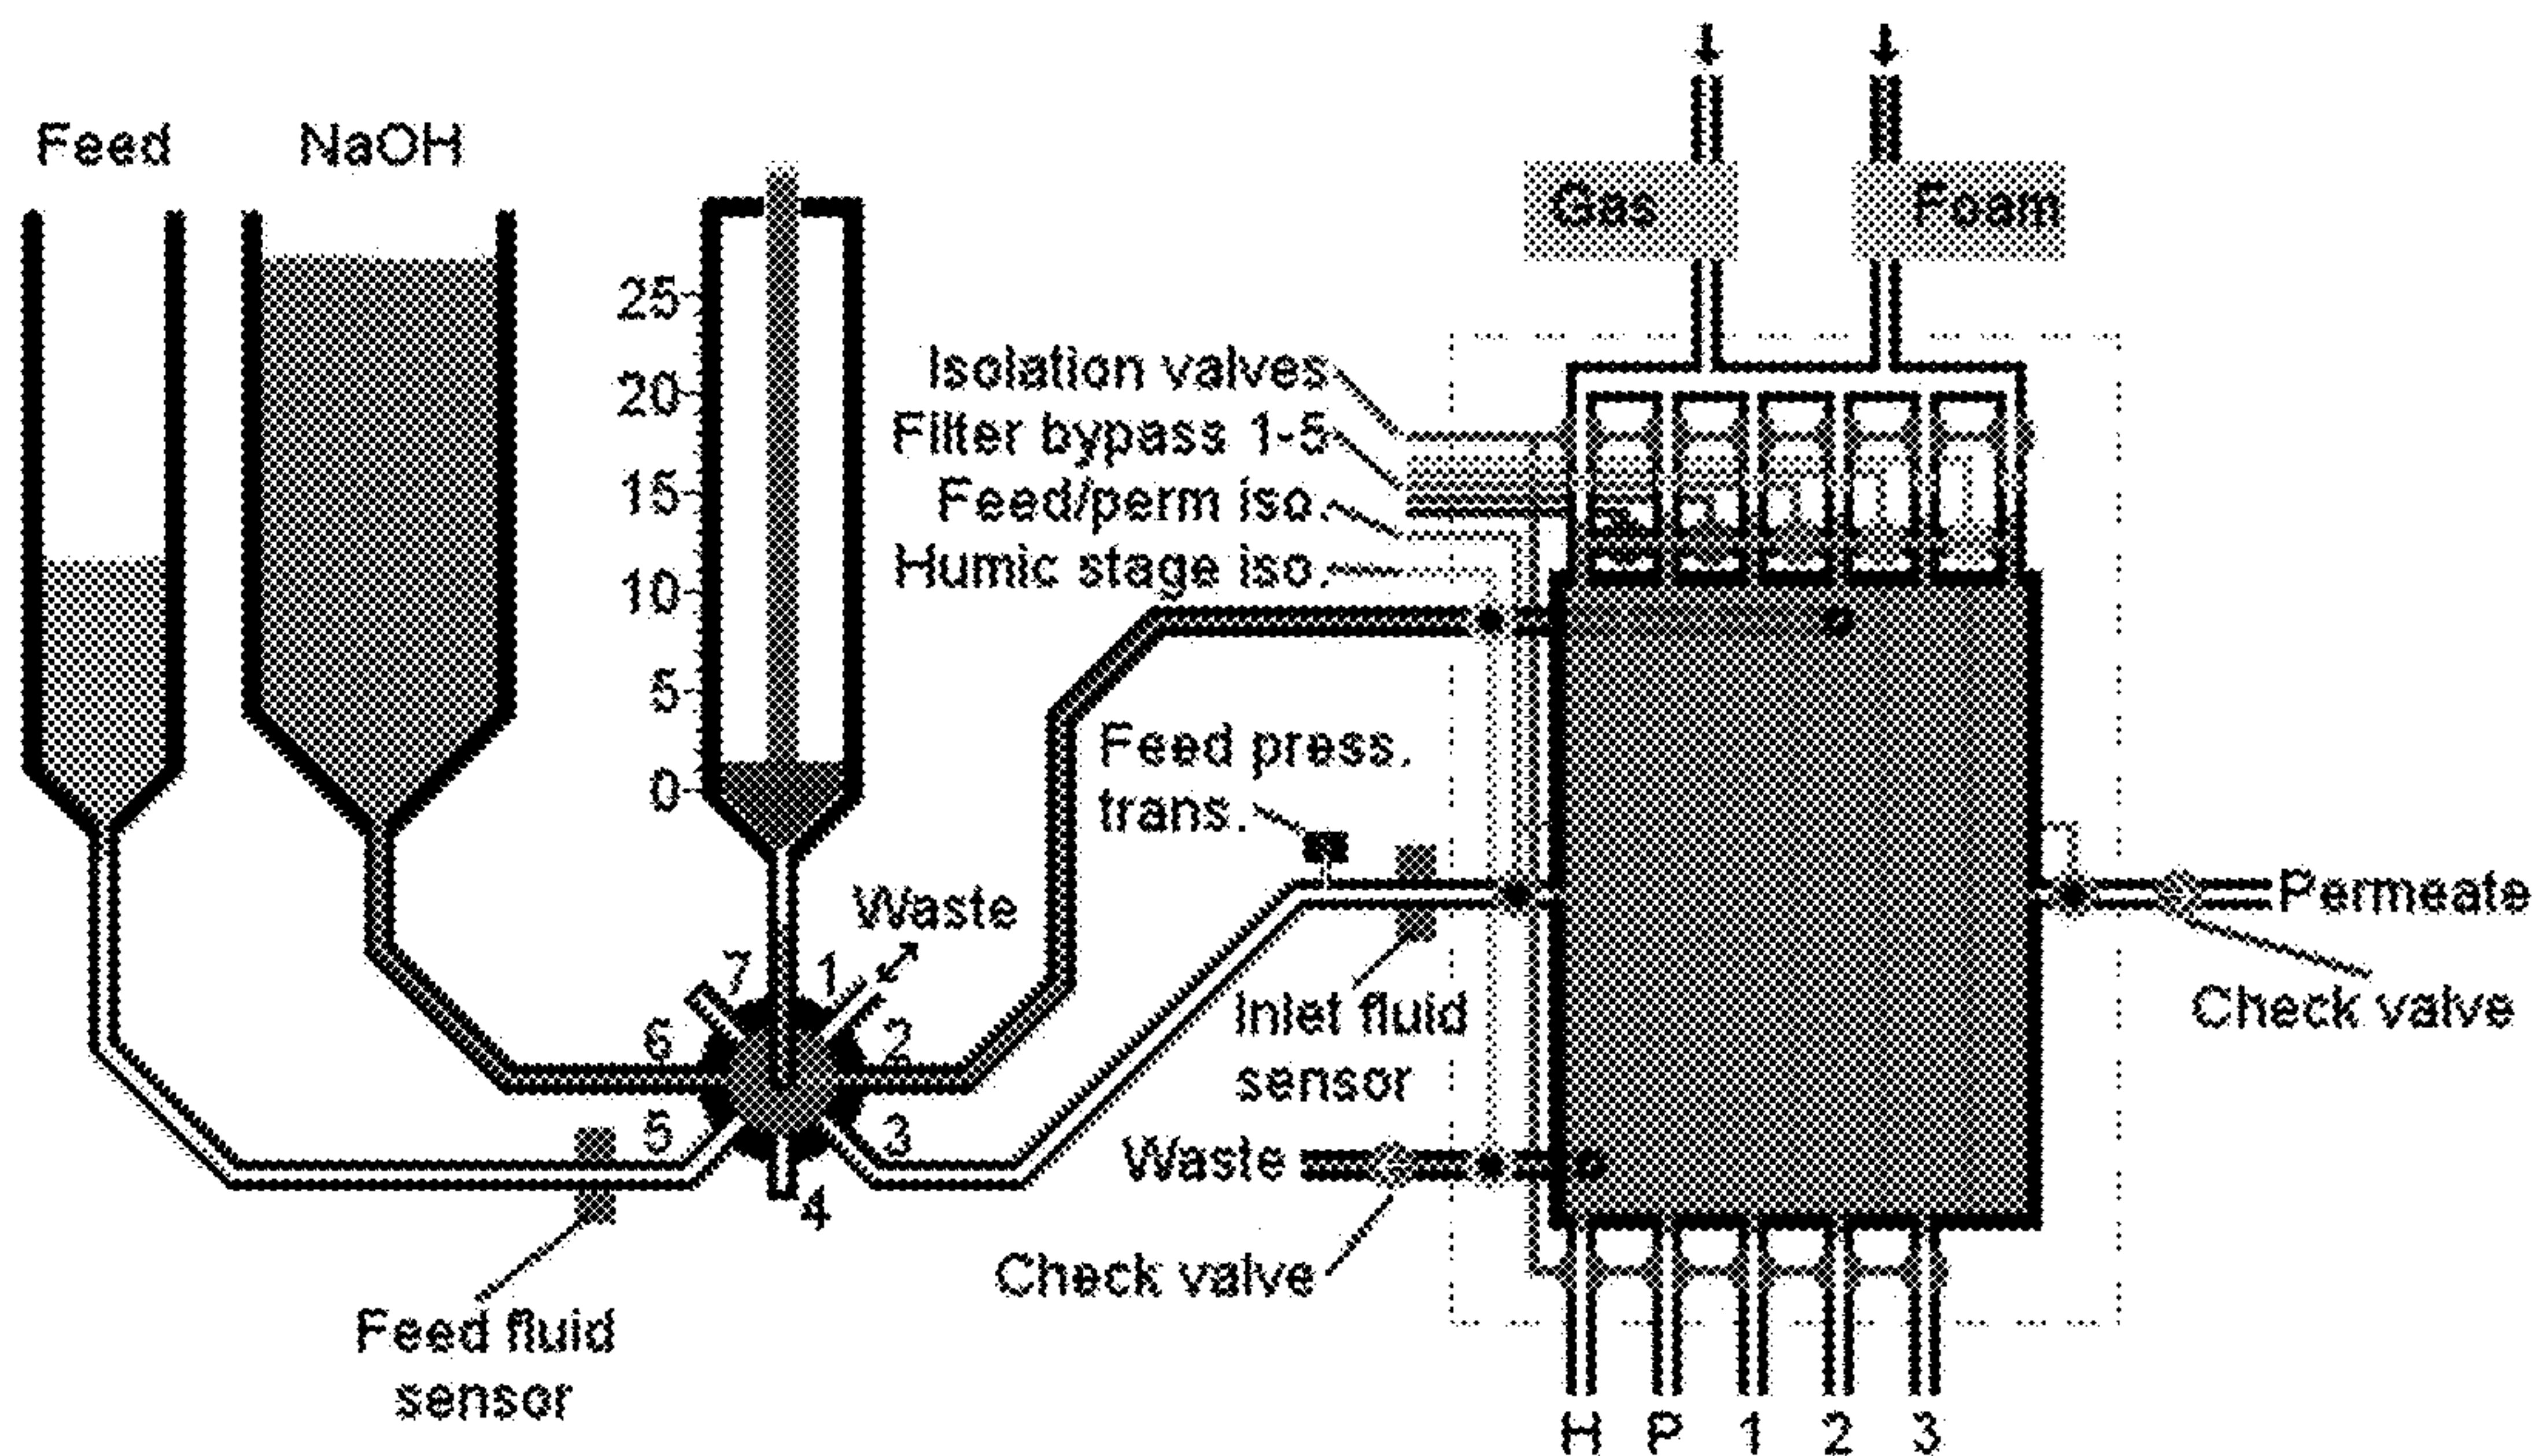 Feed
NaOH
Gas
Foam
25
20
15
10
5
0
Isolation valves
Filter bypass 1-5
Feed/perm iso.
Humic stage iso.
Feed press.
trans.
Waste
7
1
6
2
5
3
4
Inlet fluid
sensor
Permeate
Check valve
Waste
Check valve
Feed fluid
sensor
H P 1 2 3